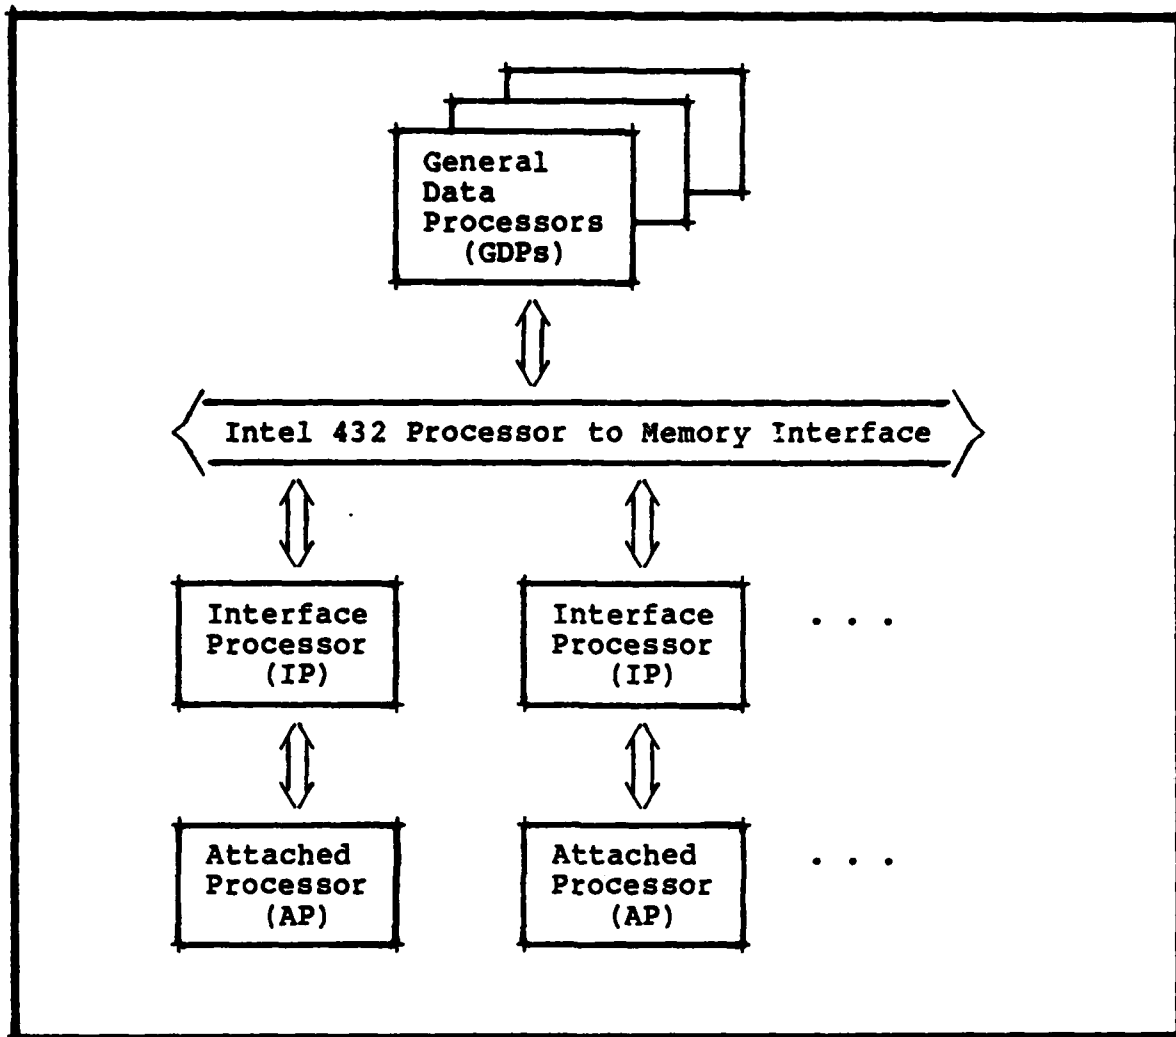 General
Data
Processors
(GDPs)
Intel 432 Processor to Memory Interface
Interface
Processor
(IP)
Interface
Processor
(IP)
. . .
Attached
Processor
(AP)
Attached
Processor
(AP)
. . .